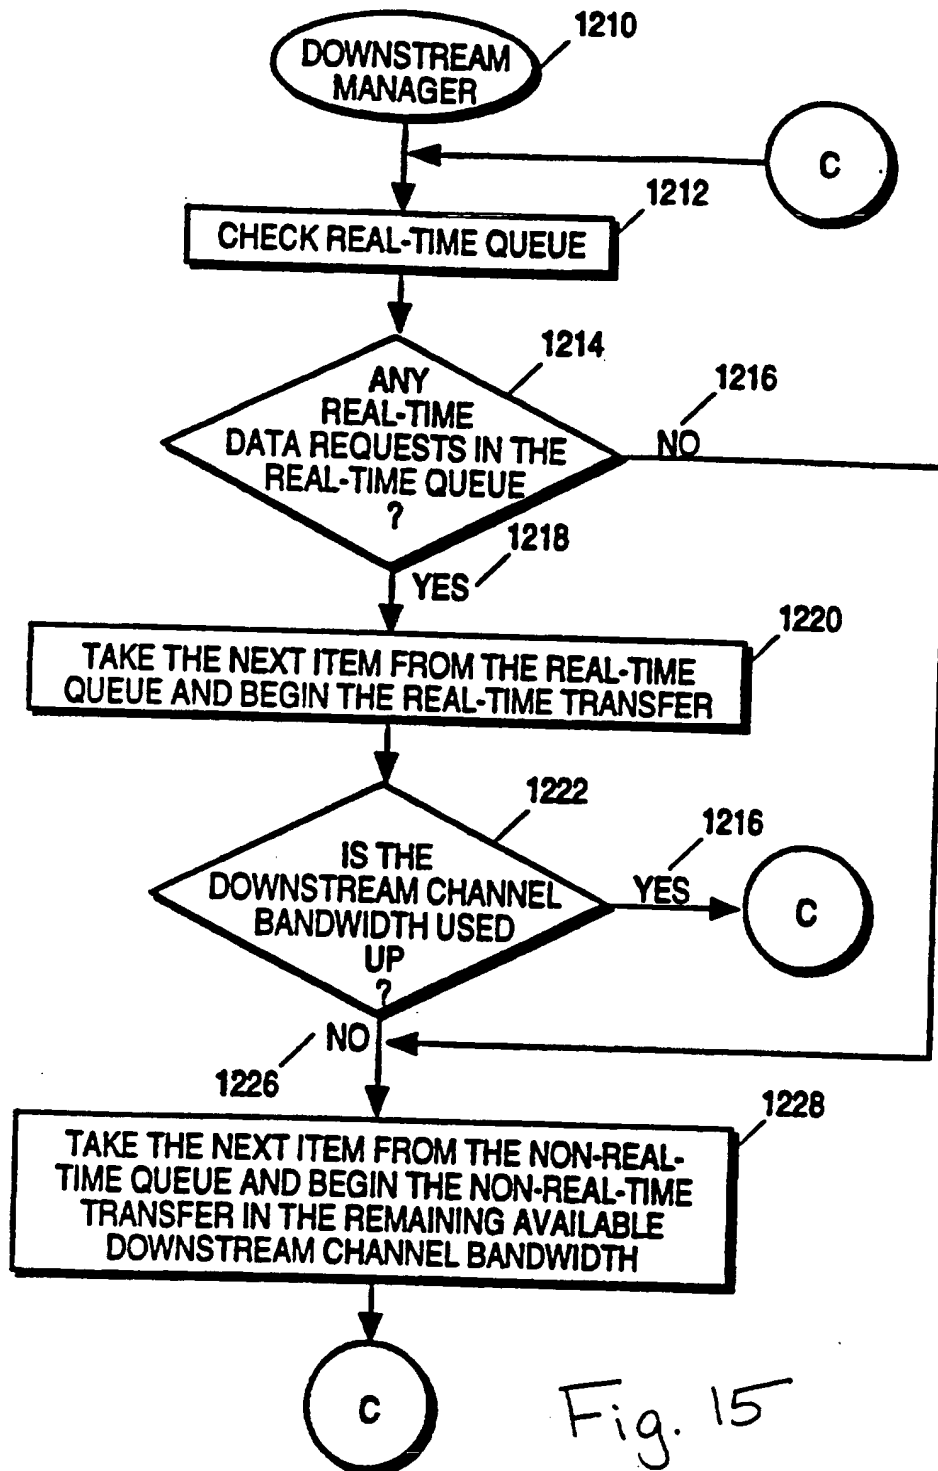 1210
DOWNSTREAM
MANAGER
C
1212
CHECK REAL-TIME QUEUE
1214
ANY
REAL-TIME
DATA REQUESTS IN THE
REAL-TIME QUEUE
?
1216
NO
1218
YES
1220
TAKE THE NEXT ITEM FROM THE REAL-TIME
QUEUE AND BEGIN THE REAL-TIME TRANSFER
1222
IS THE
DOWNSTREAM CHANNEL
BANDWIDTH USED
UP
?
1216
YES
C
NO
1226
1228
TAKE THE NEXT ITEM FROM THE NON-REAL-
TIME QUEUE AND BEGIN THE NON-REAL-TIME
TRANSFER IN THE REMAINING AVAILABLE
DOWNSTREAM CHANNEL BANDWIDTH
C
Fig. 15